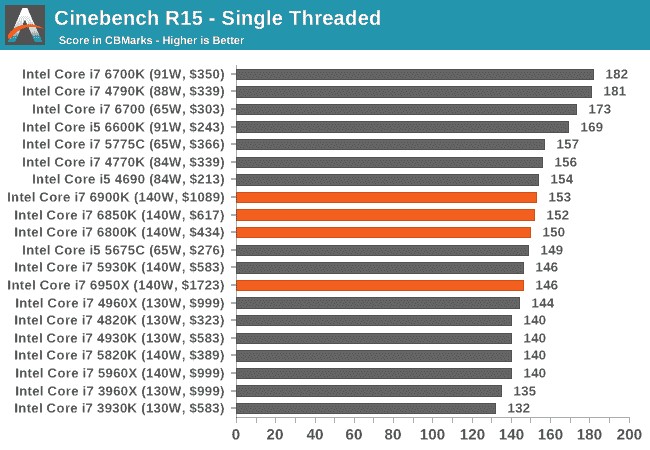 Cinebench R15 - Single Threaded
Score in CBMarks - Higher is Better
Intel Core i7 6700K (91W, $350) 182
Intel Core i7 4790K (88W, $339) 181
Intel Core i7 6700 (65W, $303) 173
Intel Core i5 6600K (91W, $243) 169
Intel Core i7 5775C (65W, $366) 157
Intel Core i7 4770K (84W, $339) 156
Intel Core i5 4690 (84W, $213) 154
Intel Core i7 6900K (140W, $1089) 153
Intel Core i7 6850K (140W, $617) 152
Intel Core i7 6800K (140W, $434) 150
Intel Core i5 5675C (65W, $276) 149
Intel Core i7 5930K (140W, $583) 146
Intel Core i7 6950X (140W, $1723) 146
Intel Core i7 4960X (130W, $999) 144
Intel Core i7 4820K (130W, $323) 140
Intel Core i7 4930K (130W, $583) 140
Intel Core i7 5820K (140W, $389) 140
Intel Core i7 5960X (140W, $999) 140
Intel Core i7 3960X (130W, $999) 135
Intel Core i7 3930K (130W, $583) 132
0 20 40 60 80 100 120 140 160 180 200